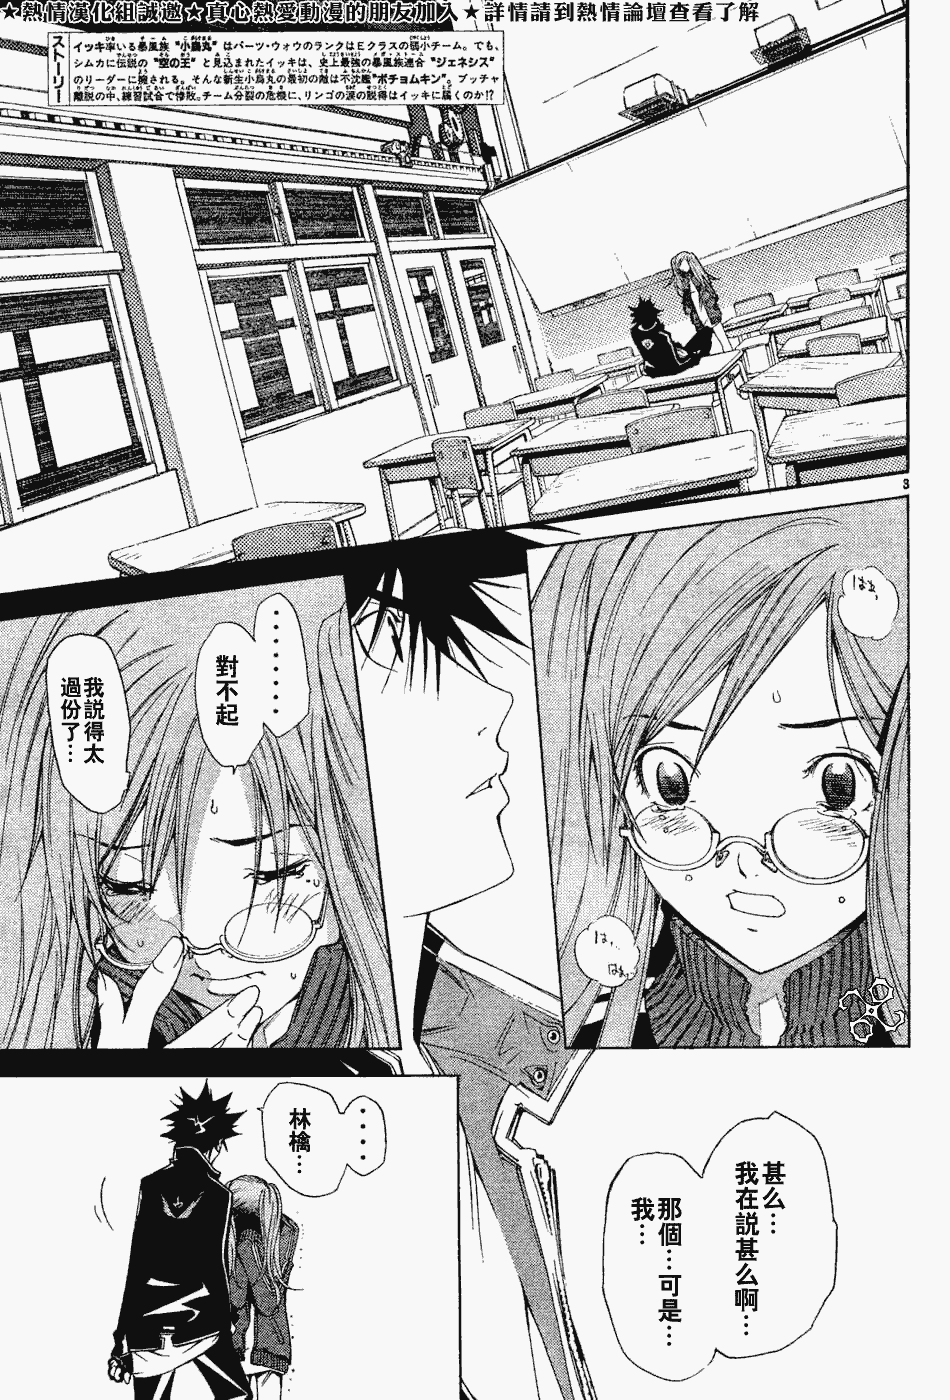 ★熱情漢化組誠邀★真心熱愛動漫的朋友加入★詳情請到熱情論壇查看了解
ストーリー
イッキ率いる暴風族“小烏丸”はパーツ・ウォウのランクはEクラスの弱小チーム。でも、
シムカに伝説の“空の王”と見込まれたイッキは、史上最強の暴風族連合“ジェネシス”
のリーダーに擁される。そんな新生小烏丸の最初の敵は不沈艦“ポチョムキン”。ブッチャ
離脱の中、練習試合で惨敗。チーム分裂の危機に、リンゴの涙の説得はイッキに届くのか!?
3
はぁ、
は、…
はぁ…
・・・・・・
對不起
我説得太
過份了…
甚么…
我在説甚么啊…
那個…可是…
我…
・・・・
林檎…